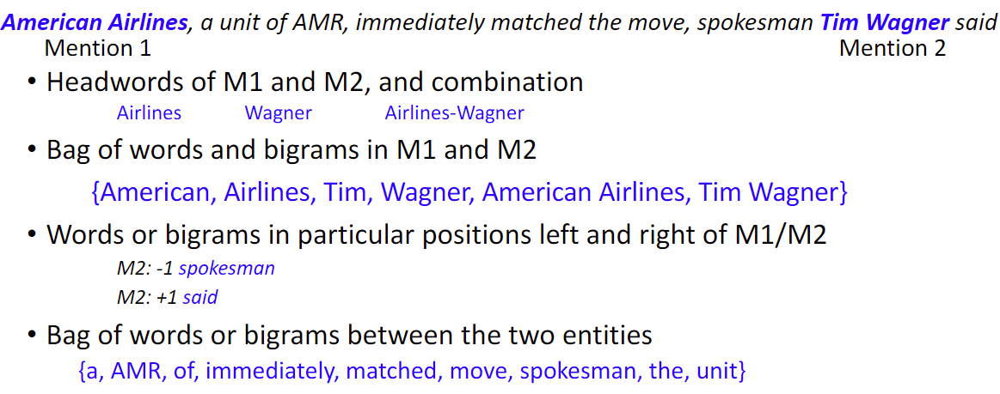 American Airlines, a unit of AMR, immediately matched the move, spokesman Tim Wagner said
Mention 1 Mention 2
• Headwords of M1 and M2, and combination
Airlines Wagner Airlines-Wagner
• Bag of words and bigrams in M1 and M2
{American, Airlines, Tim, Wagner, American Airlines, Tim Wagner}
• Words or bigrams in particular positions left and right of M1/M2
M2: -1 spokesman
M2: +1 said
• Bag of words or bigrams between the two entities
{a, AMR, of, immediately, matched, move, spokesman, the, unit}